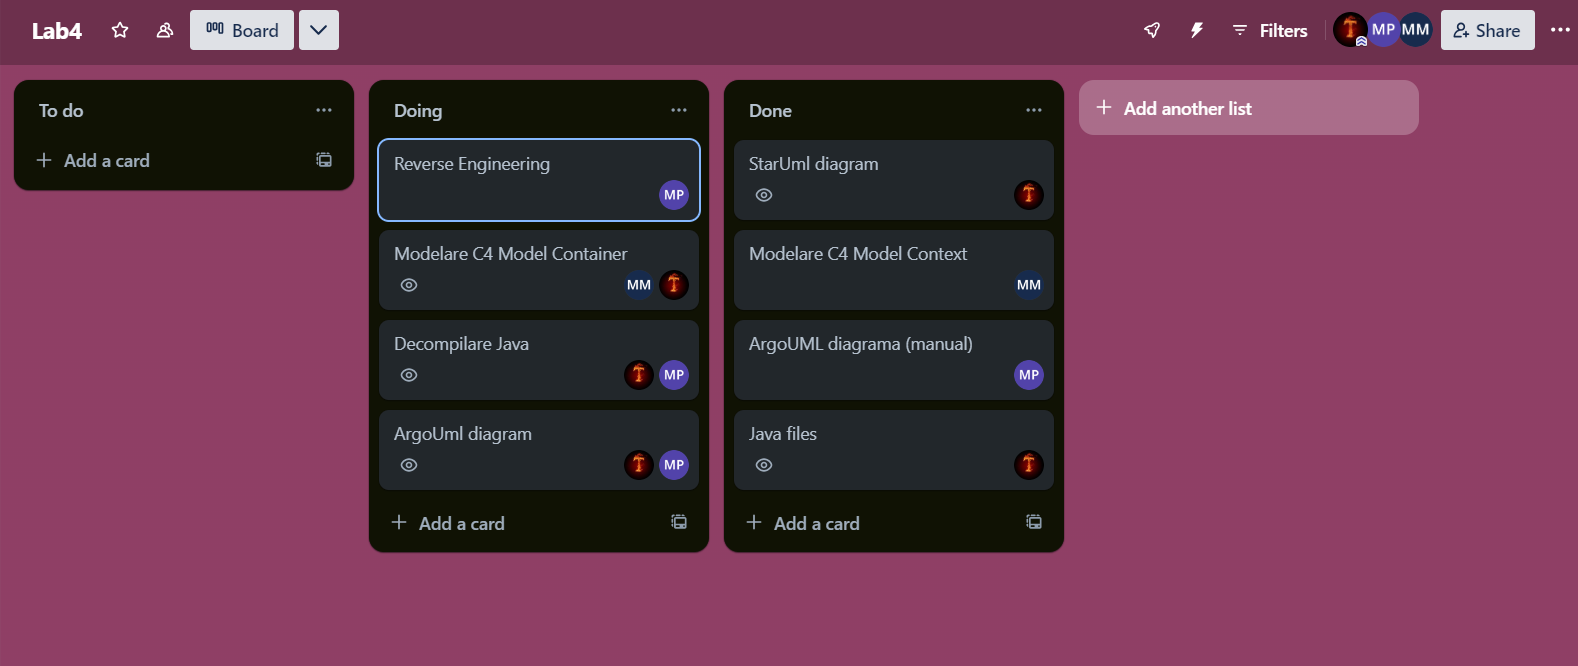 Lab4
Board
Filters
T
MP
MM
Share
To do
Add a card
Doing
Reverse Engineering
MP
Modelare C4 Model Container
MM
T
Decompilare Java
T
MP
ArgoUml diagram
T
MP
Add a card
Done
StarUml diagram
T
Modelare C4 Model Context
MM
ArgoUML diagrama (manual)
MP
Java files
T
Add a card
Add another list